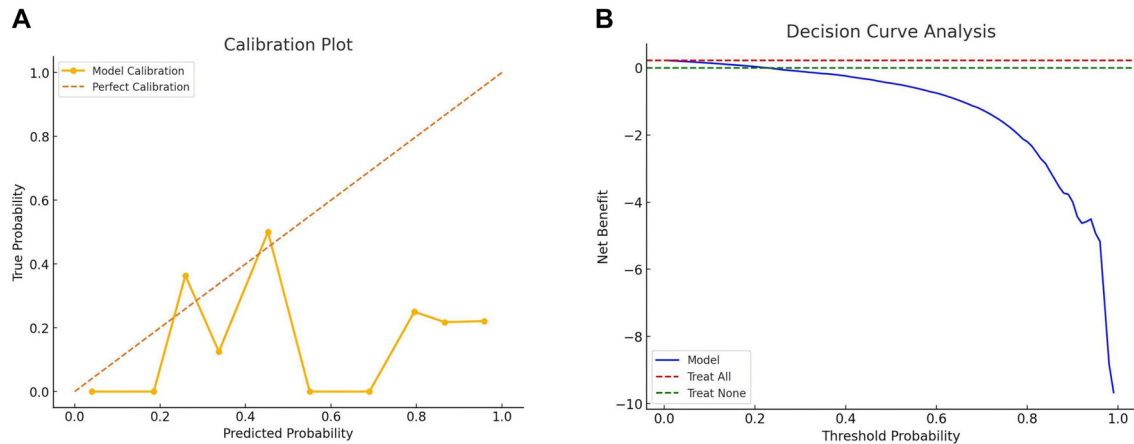 A
Calibration Plot
Model Calibration
Perfect Calibration
1.0
0.8
0.6
0.4
0.2
0.0
True Probability
0.0 0.2 0.4 0.6 0.8 1.0
Predicted Probability
B
Decision Curve Analysis
0
−2
−4
−6
−8
−10
Net Benefit
Model
Treat All
Treat None
0.0 0.2 0.4 0.6 0.8 1.0
Threshold Probability